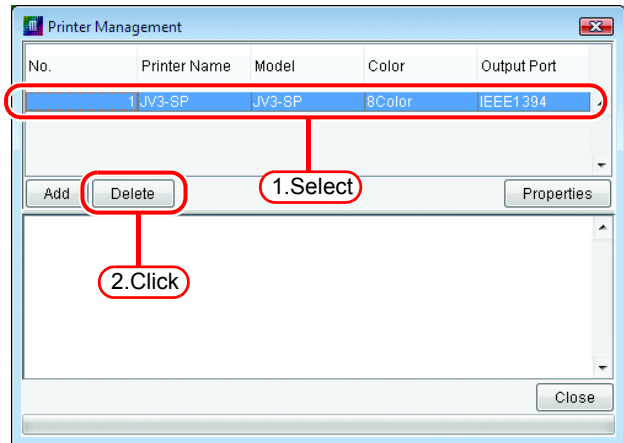 Printer Management
No. Printer Name Model Color Output Port
1 JV3-SP JV3-SP 8Color IEEE1394
1.Select
Add Delete Properties
2.Click
Close